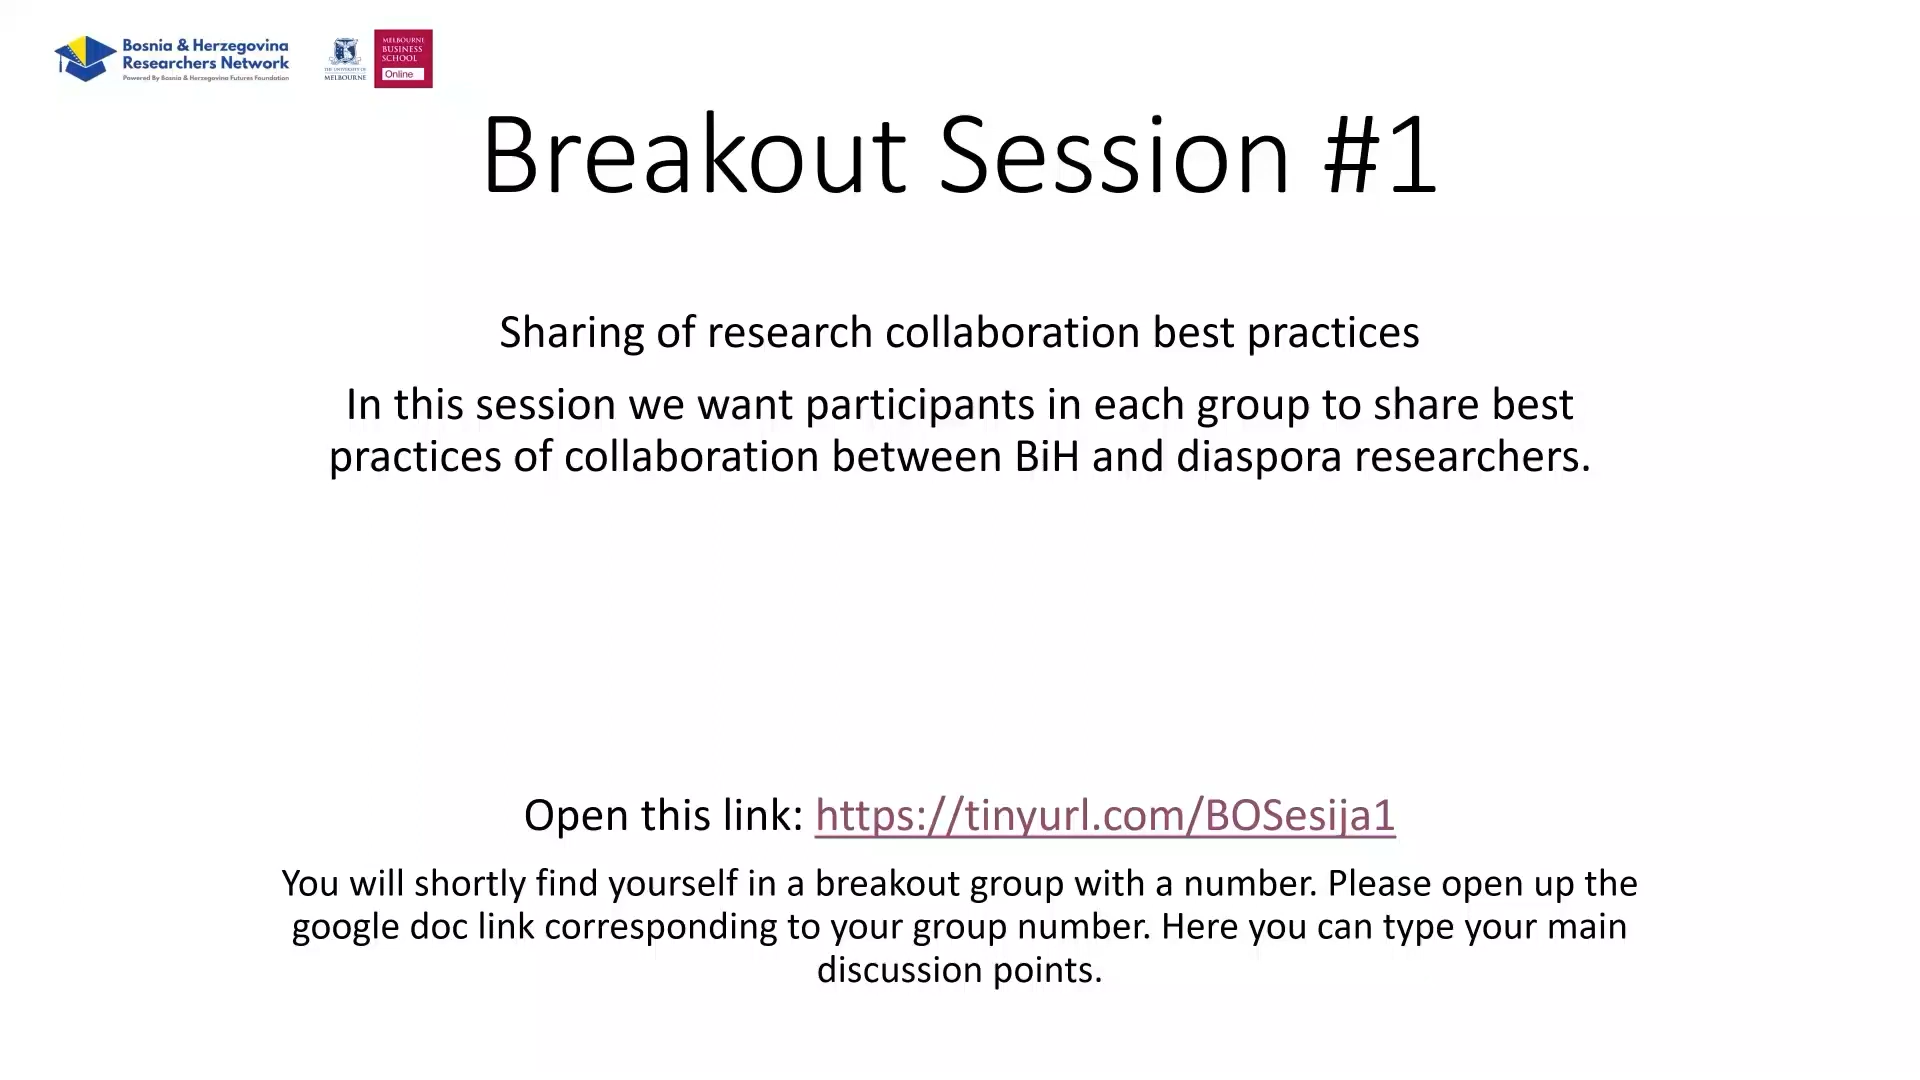 Bosnia & Herzegovina
Researchers Network
Powered By Bosnia & Herzegovina Futures Foundation
THE UNIVERSITY OF
MELBOURNE
MELBOURNE
BUSINESS
SCHOOL
Online
Breakout Session #1
Sharing of research collaboration best practices
In this session we want participants in each group to share best
practices of collaboration between BiH and diaspora researchers.
Open this link: https://tinyurl.com/BOSesija1
You will shortly find yourself in a breakout group with a number. Please open up the
google doc link corresponding to your group number. Here you can type your main
discussion points.